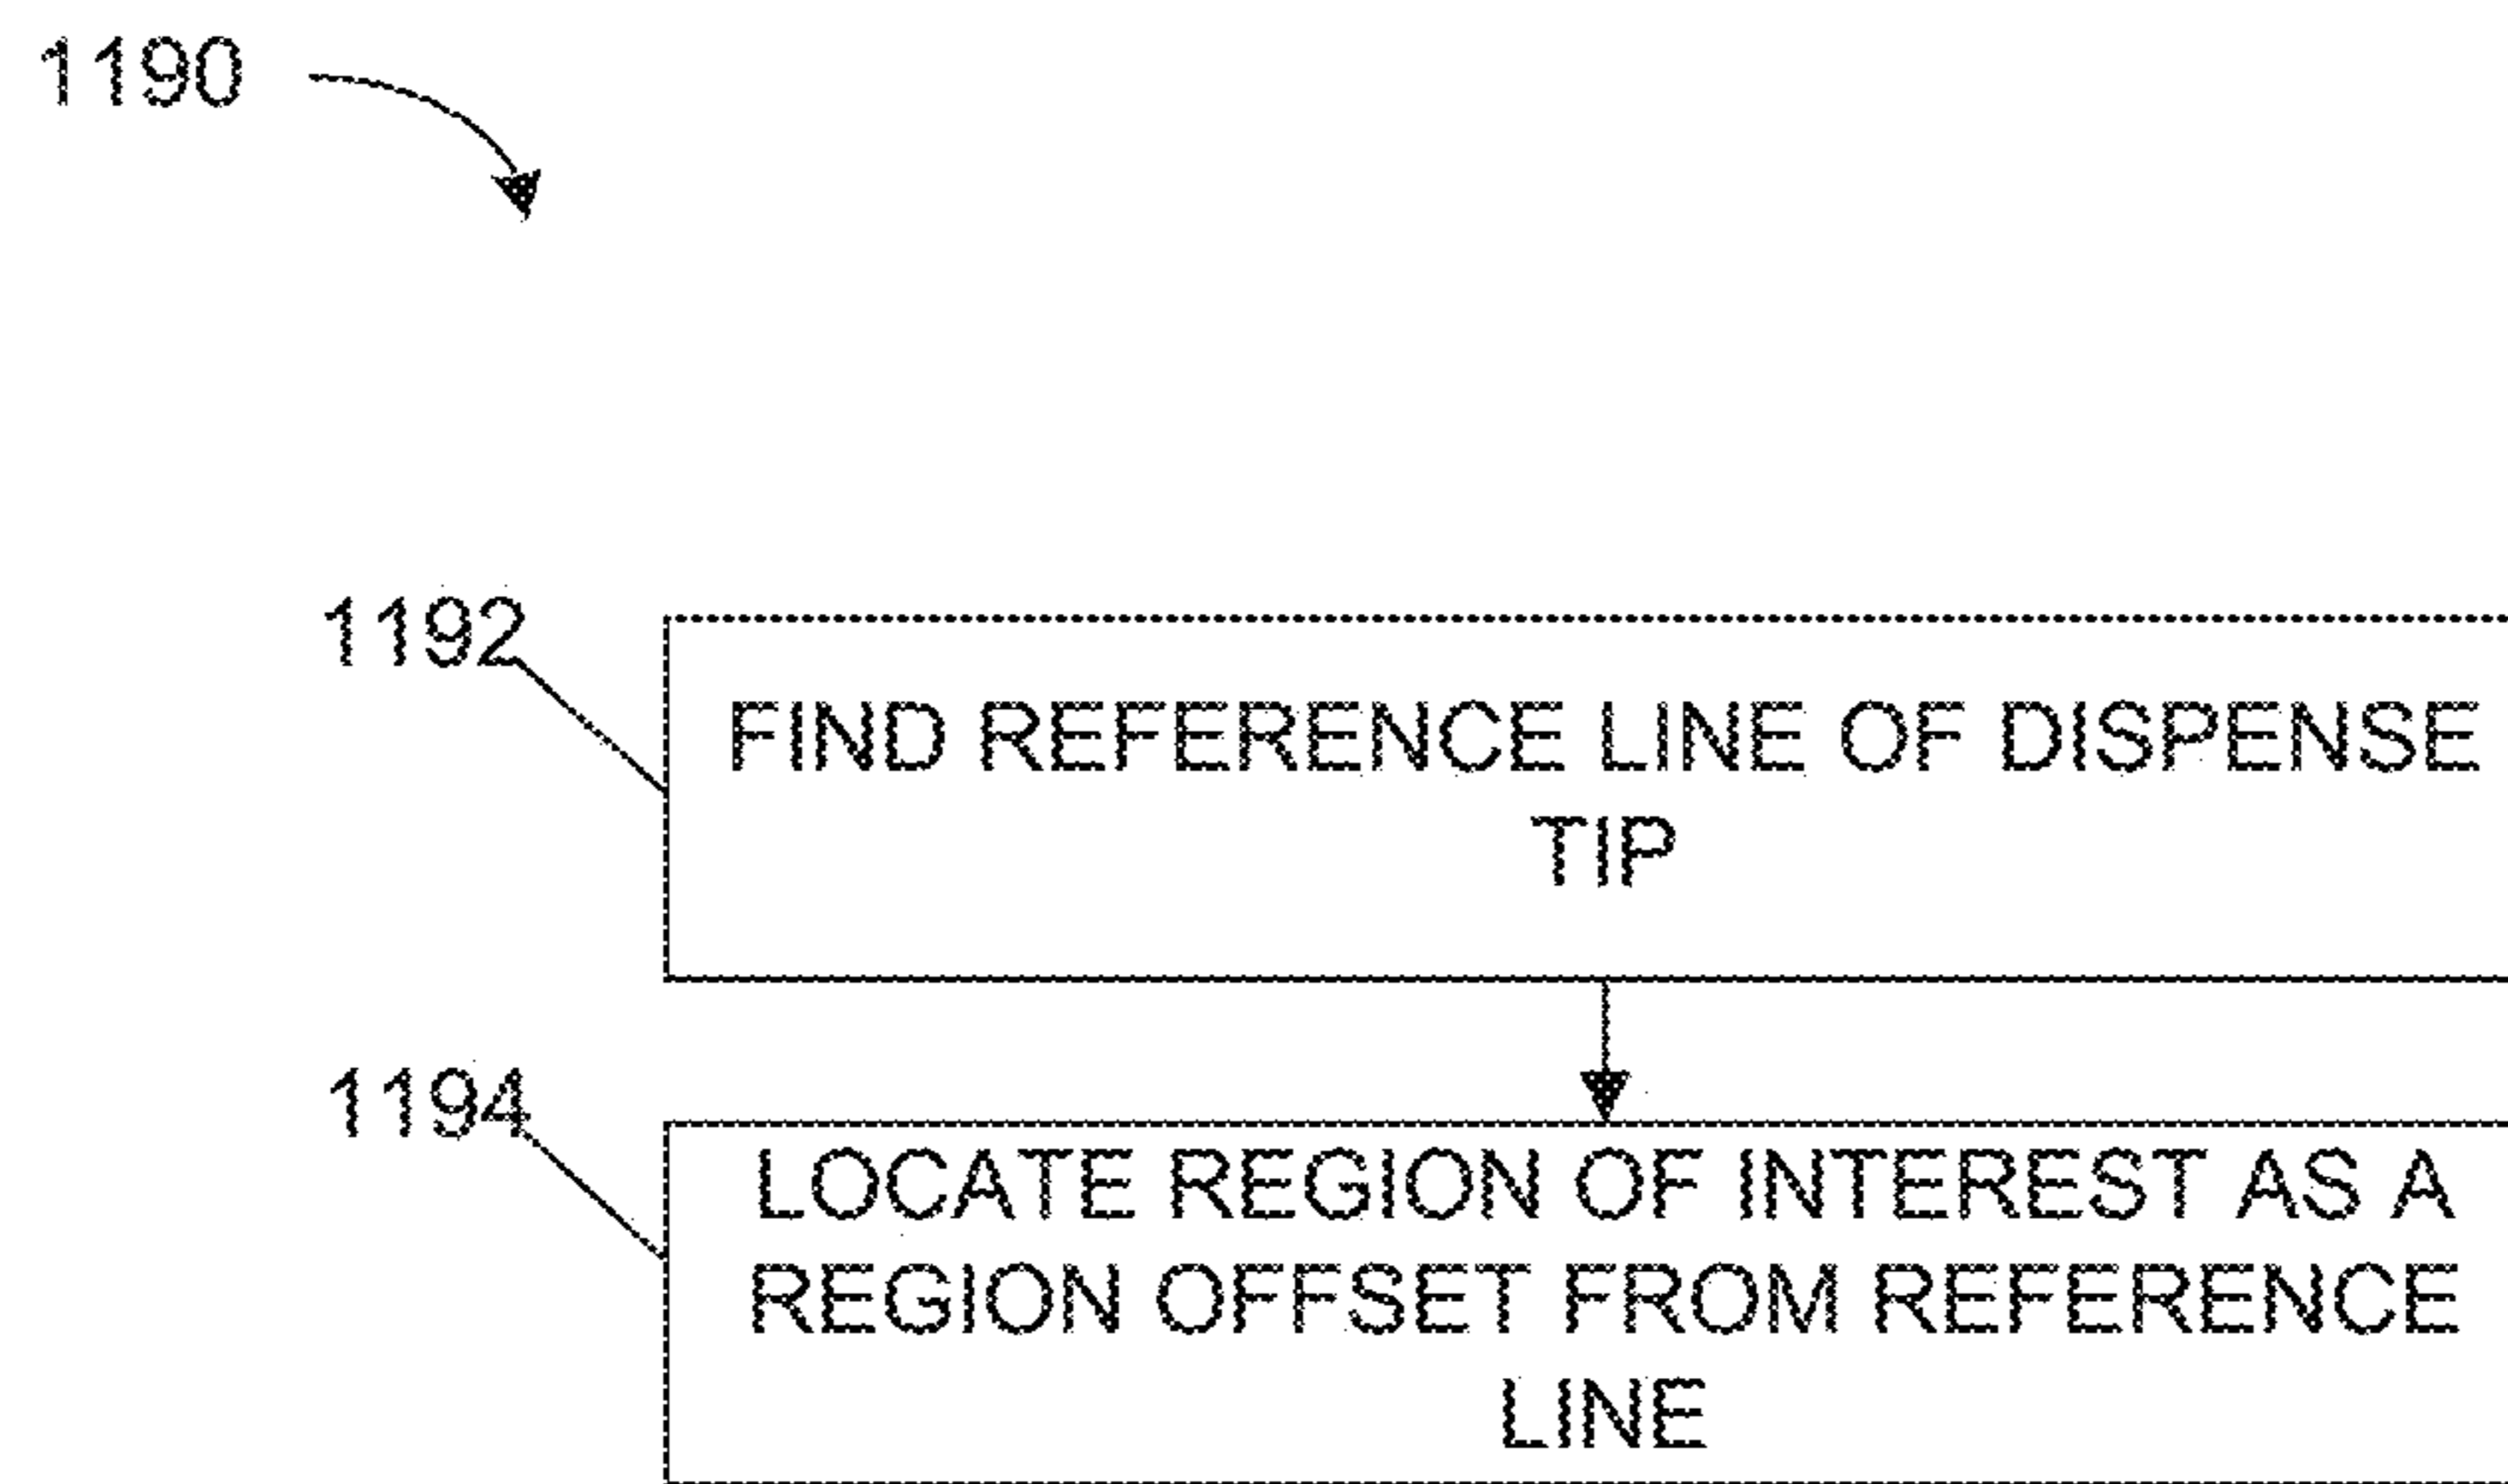 1190
1192
FIND REFERENCE LINE OF DISPENSE
TIP
1194
LOCATE REGION OF INTEREST AS A
REGION OFFSET FROM REFERENCE
LINE